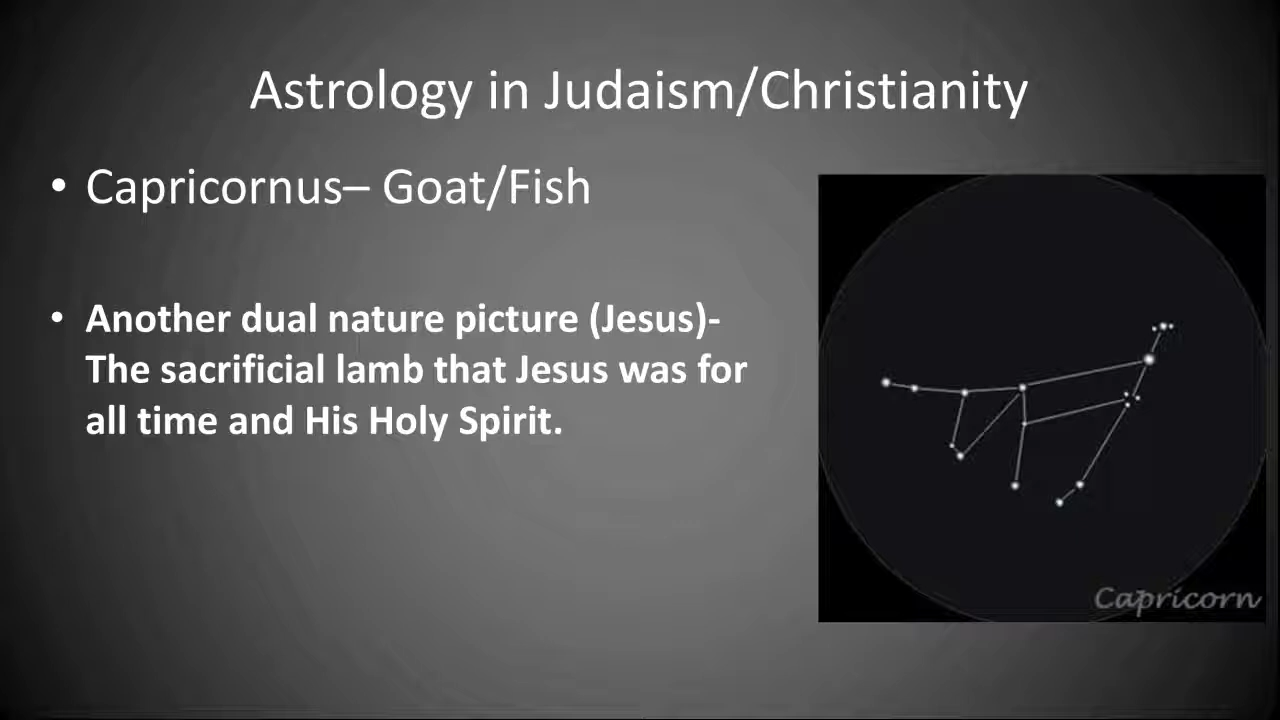 Astrology in Judaism/Christianity
• Capricornus– Goat/Fish
• Another dual nature picture (Jesus)-
The sacrificial lamb that Jesus was for
all time and His Holy Spirit.
Capricorn